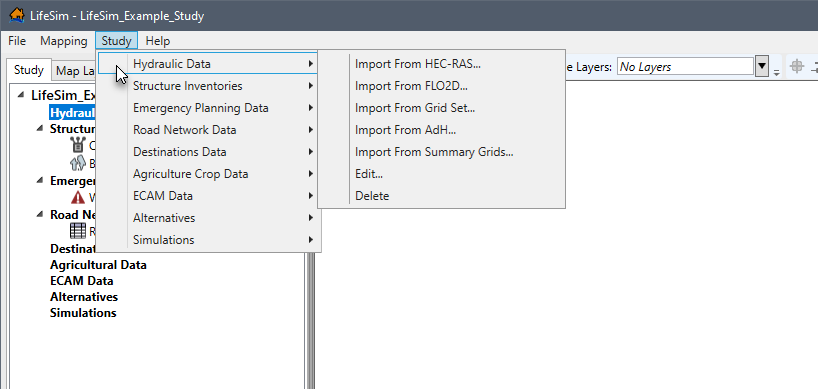 LifeSim - LifeSim_Example_Study
File Mapping Study Help
Study Map La
e Layers: No Layers
Hydraulic Data
Structure Inventories
Emergency Planning Data
Road Network Data
Destinations Data
Agriculture Crop Data
ECAM Data
Alternatives
Simulations
Import From HEC-RAS...
Import From FLO2D...
Import From Grid Set...
Import From AdH...
Import From Summary Grids...
Edit...
Delete
LifeSim_Ex
Hydrauli
Structur
C
B
Emerge
W
Road Ne
R
Destinat
Agricultural Data
ECAM Data
Alternatives
Simulations